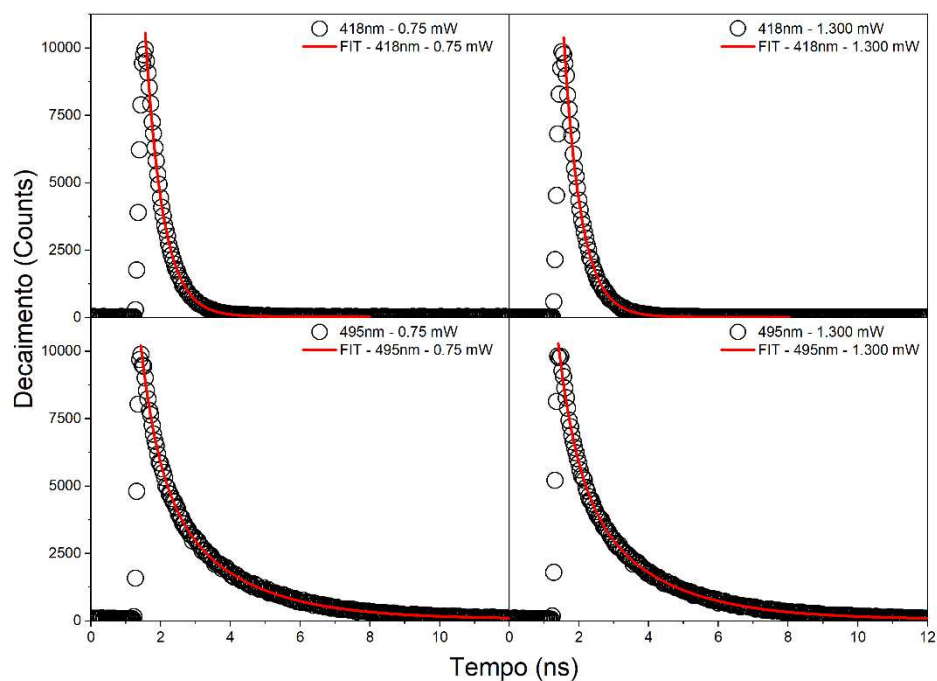 418nm - 0.75 mW
FIT - 418nm - 0.75 mW
418nm - 1.300 mW
FIT - 418nm - 1.300 mW
10000
7500
5000
2500
0
495nm - 0.75 mW
FIT - 495nm - 0.75 mW
495nm - 1.300 mW
FIT - 495nm - 1.300 mW
10000
7500
5000
2500
0
Decaimento (Counts)
0 2 4 6 8 10 0 2 4 6 8 10 12
Tempo (ns)